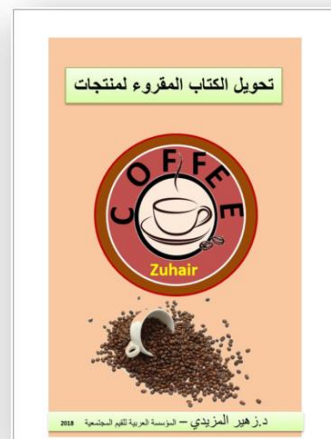 تحويل الكتاب المقروء لمنتجات
COFFEE
Zuhair
د.زهير المزيدي – المؤسسة العربية للقيم المجتمعية 2018